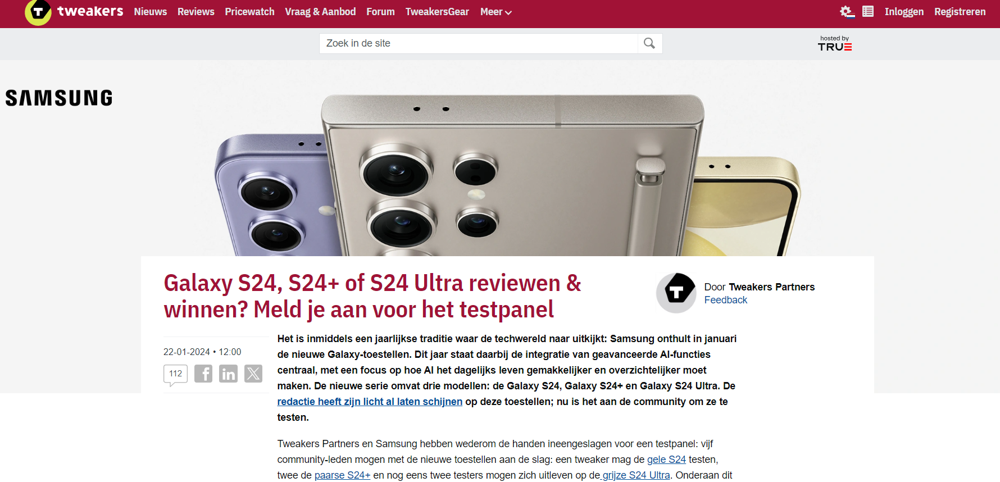 tweakers Nieuws Reviews Pricewatch Vraag & Aanbod Forum TweakersGear Meer Inloggen Registreren
Zoek in de site
hosted by
TRUE
SAMSUNG
Galaxy S24, S24+ of S24 Ultra reviewen &
winnen? Meld je aan voor het testpanel
Door Tweakers Partners
Feedback
22-01-2024 • 12:00
112
Het is inmiddels een jaarlijkse traditie waar de techwereld naar uitkijkt: Samsung onthult in januari
de nieuwe Galaxy-toestellen. Dit jaar staat daarbij de integratie van geavanceerde AI-functies
centraal, met een focus op hoe AI het dagelijks leven gemakkelijker en overzichtelijker moet
maken. De nieuwe serie omvat drie modellen: de Galaxy S24, Galaxy S24+ en Galaxy S24 Ultra. De
redactie heeft zijn licht al laten schijnen op deze toestellen; nu is het aan de community om ze te
testen.
Tweakers Partners en Samsung hebben wederom de handen ineengeslagen voor een testpanel: vijf
community-leden mogen met de nieuwe toestellen aan de slag: een tweaker mag de gele S24 testen,
twee de paarse S24+ en nog eens twee testers mogen zich uitleven op de grijze S24 Ultra. Onderaan dit